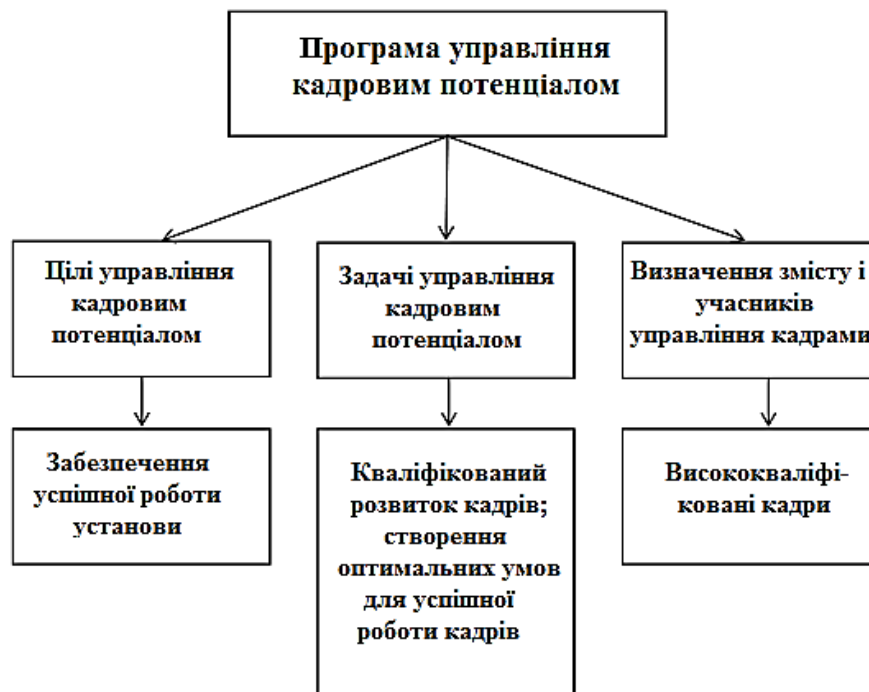 Програма управління
кадровим потенціалом
Цілі управління
кадровим
потенціалом
Задачі управління
кадровим
потенціалом
Визначення змісту і
учасників
управління кадрами
Забезпечення
успішної роботи
установи
Кваліфікований
розвиток кадрів;
створення
оптимальних умов
для успішної
роботи кадрів
Висококваліфі-
ковані кадри